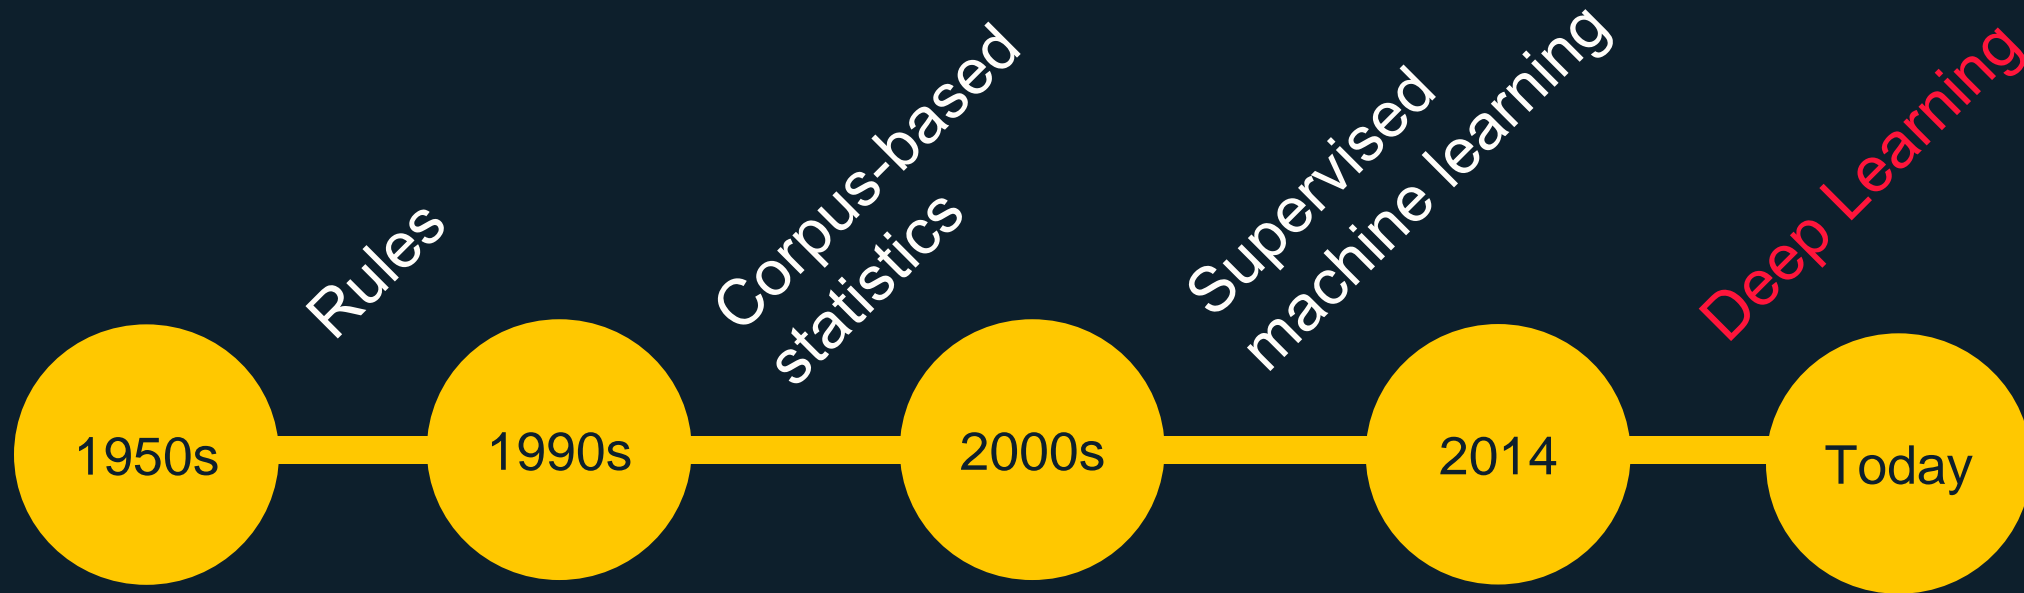 Rules
Corpus-based
statistics
Supervised
machine learning
Deep Learning
1950s
1990s
2000s
2014
Today